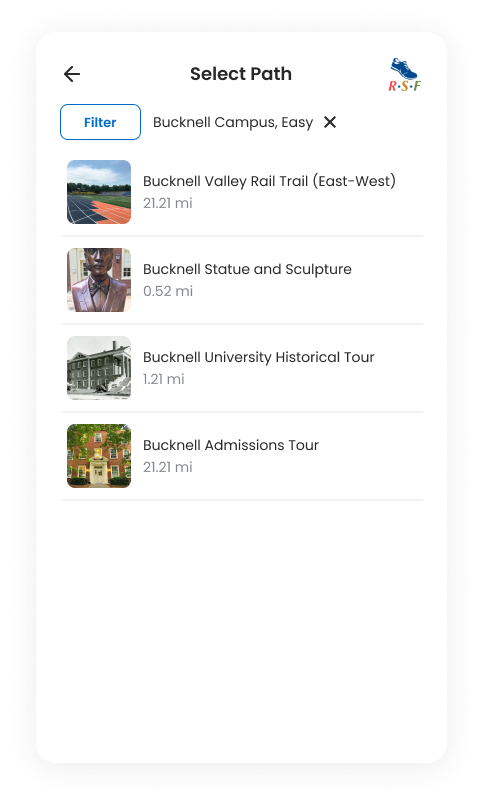 Select Path
R·S·F
Filter
Bucknell Campus, Easy
Bucknell Valley Rail Trail (East-West)
21.21 mi
Bucknell Statue and Sculpture
0.52 mi
Bucknell University Historical Tour
1.21 mi
Bucknell Admissions Tour
21.21 mi